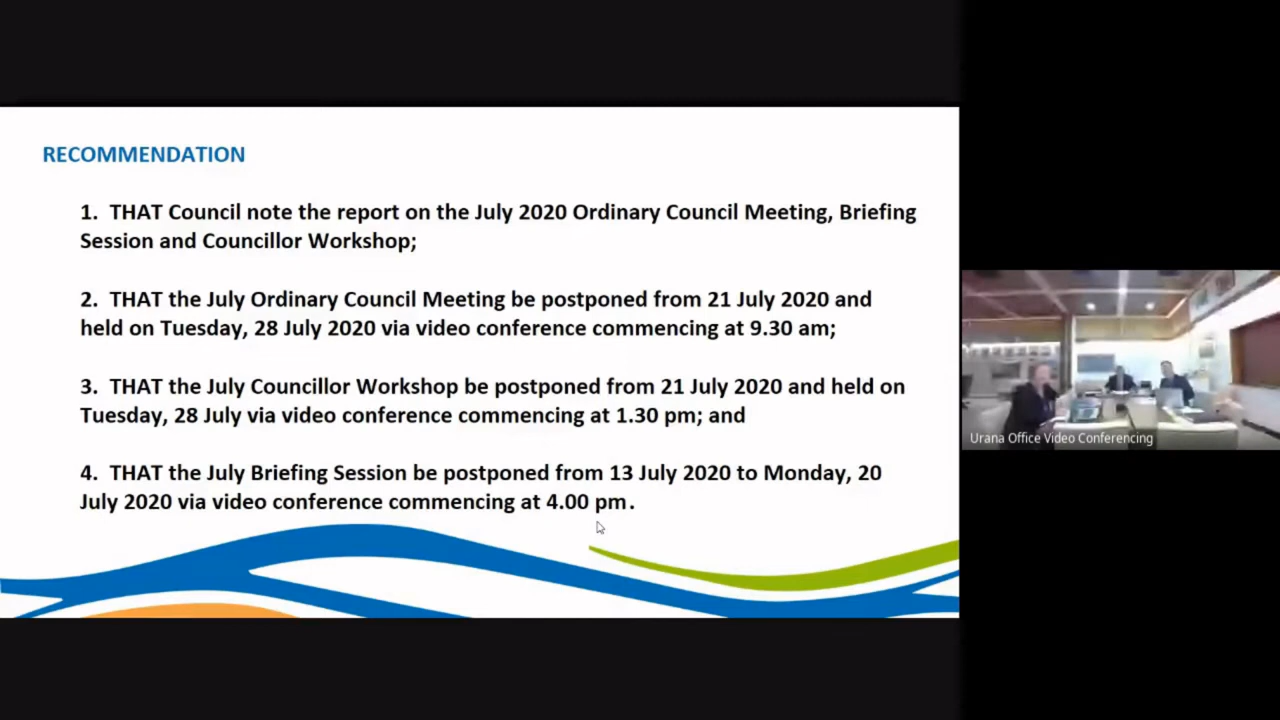 RECOMMENDATION
1. THAT Council note the report on the July 2020 Ordinary Council Meeting, Briefing
Session and Councillor Workshop;
2. THAT the July Ordinary Council Meeting be postponed from 21 July 2020 and
held on Tuesday, 28 July 2020 via video conference commencing at 9.30 am;
3. THAT the July Councillor Workshop be postponed from 21 July 2020 and held on
Tuesday, 28 July via video conference commencing at 1.30 pm; and
4. THAT the July Briefing Session be postponed from 13 July 2020 to Monday, 20
July 2020 via video conference commencing at 4.00 pm.
Urana Office Video Conferencing